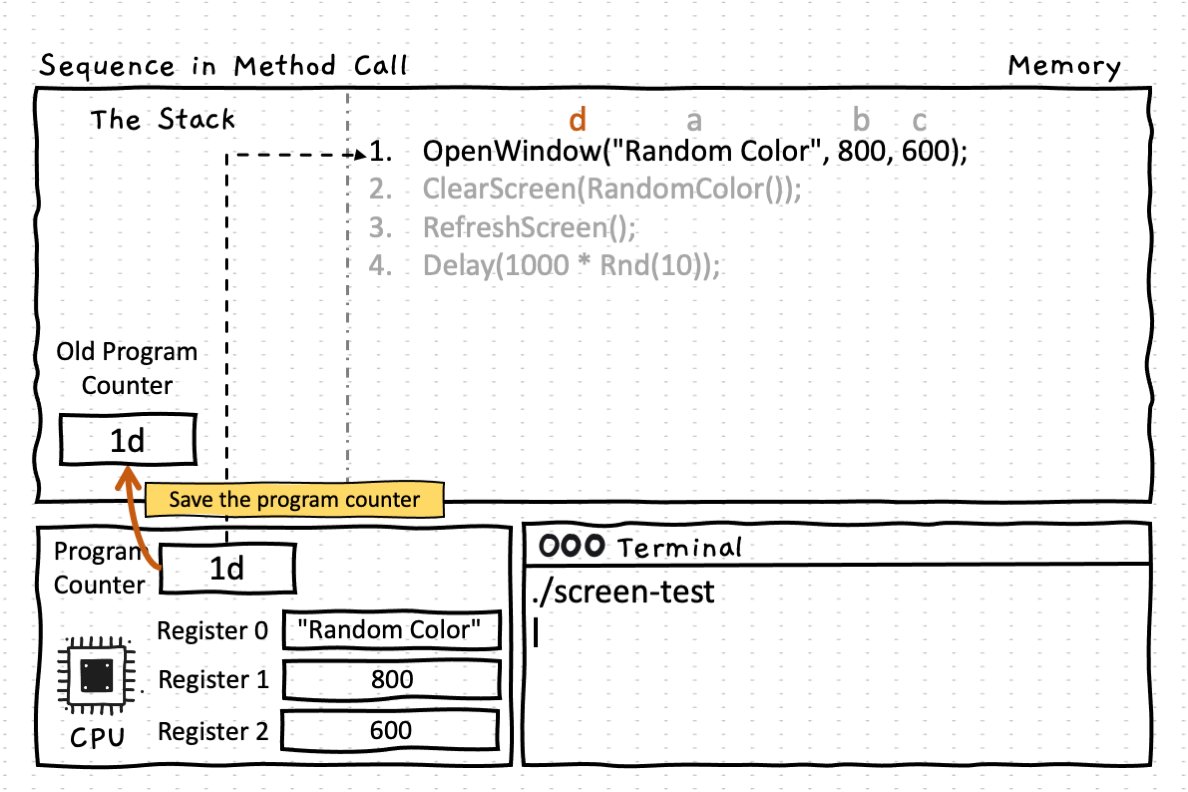 Sequence in Method Call
Memory
The Stack
d a b c
1. OpenWindow("Random Color", 800, 600);
2. ClearScreen(RandomColor());
3. RefreshScreen();
4. Delay(1000 * Rnd(10));
Old Program
Counter
1d
Save the program counter
Program
Counter
1d
Register 0 "Random Color"
Register 1 800
Register 2 600
CPU
Terminal
./screen-test